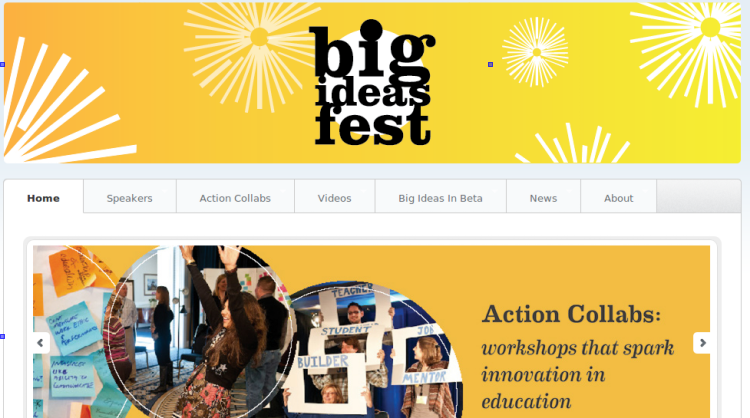 big
ideas
fest
Home
Speakers
Action Collabs
Videos
Big Ideas In Beta
News
About
TEACHER
STUDENT
JOB
BUILDER
MENTOR
Action Collabs:
workshops that spark
innovation in
education